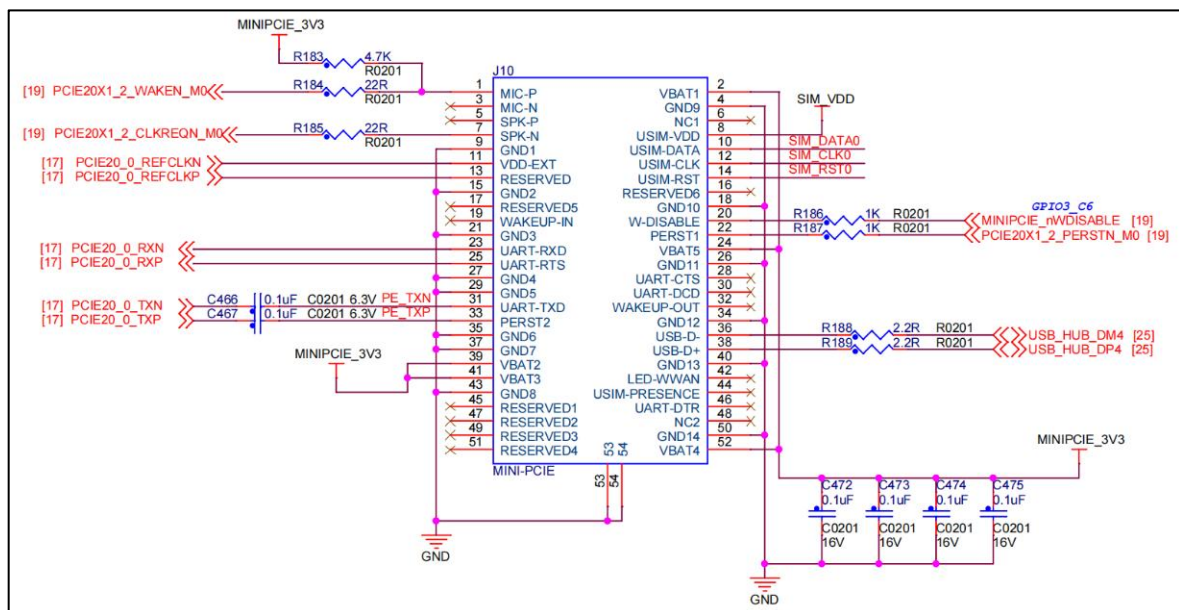 MINIPCIE_3V3
R183 4.7K
R0201
J10
[19] PCIE20X1_2_WAKEN_M0 R184 22R
R0201
1 MIC-P VBAT1 2
3 MIC-N GND9 4
SIM_VDD
5 SPK-P NC1 6
[19] PCIE20X1_2_CLKREQN_M0 R185 22R
R0201
7 SPK-N USIM-VDD 8
9 GND1 USIM-DATA 10 SIM_DATA0
[17] PCIE20_0_REFCLKN 11 VDD-EXT USIM-CLK 12 SIM_CLK0
[17] PCIE20_0_REFCLKP 13 RESERVED USIM-RST 14 SIM_RST0
15 GND2 RESERVED6 16
17 RESERVED5 GND10 18
GPIO3_C6
19 WAKEUP-IN W-DISABLE 20 R186 1K R0201 MINIPCIE_nWDISABLE [19]
21 GND3 PERST1 22 R187 1K R0201 PCIE20X1_2_PERSTN_M0 [19]
[17] PCIE20_0_RXN 23 UART-RXD VBAT5 24
[17] PCIE20_0_RXP 25 UART-RTS GND11 26
27 GND4 UART-CTS 28
29 GND5 UART-DCD 30
[17] PCIE20_0_TXN C466 0.1uF C0201 6.3V PE_TXN 31 UART-TXD WAKEUP-OUT 32
[17] PCIE20_0_TXP C467 0.1uF C0201 6.3V PE_TXP 33 PERST2 GND12 34
35 GND6 USB-D- 36 R188 2.2R R0201 USB_HUB_DM4 [25]
37 GND7 USB-D+ 38 R189 2.2R R0201 USB_HUB_DP4 [25]
MINIPCIE_3V3
39 VBAT2 GND13 40
41 VBAT3 LED-WWAN 42
43 GND8 USIM-PRESENCE 44
45 RESERVED1 UART-DTR 46
47 RESERVED2 NC2 48
49 RESERVED3 GND14 50
51 RESERVED4 VBAT4 52
MINIPCIE_3V3
53 54
MINI-PCIE
53 54
C472 C473 C474 C475
0.1uF 0.1uF 0.1uF 0.1uF
C0201 C0201 C0201 C0201
16V 16V 16V 16V
GND
GND